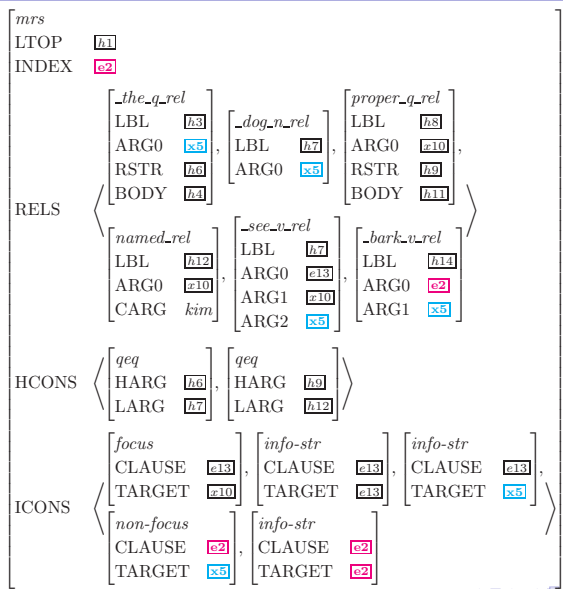 mrs
LTOP h1
INDEX e2
RELS
_the_q_rel
LBL h3
ARG0 x5
RSTR h6
BODY h4
,
_dog_n_rel
LBL h7
ARG0 x5
,
proper_q_rel
LBL h8
ARG0 x10
RSTR h9
BODY h11
,
named_rel
LBL h12
ARG0 x10
CARG kim
,
_see_v_rel
LBL h7
ARG0 e13
ARG1 x10
ARG2 x5
,
_bark_v_rel
LBL h14
ARG0 e2
ARG1 x5
HCONS
qeq
HARG h6
LARG h7
,
qeq
HARG h9
LARG h12
ICONS
focus
CLAUSE e13
TARGET x10
,
info-str
CLAUSE e13
TARGET e13
,
info-str
CLAUSE e13
TARGET x5
,
non-focus
CLAUSE e2
TARGET x5
,
info-str
CLAUSE e2
TARGET e2